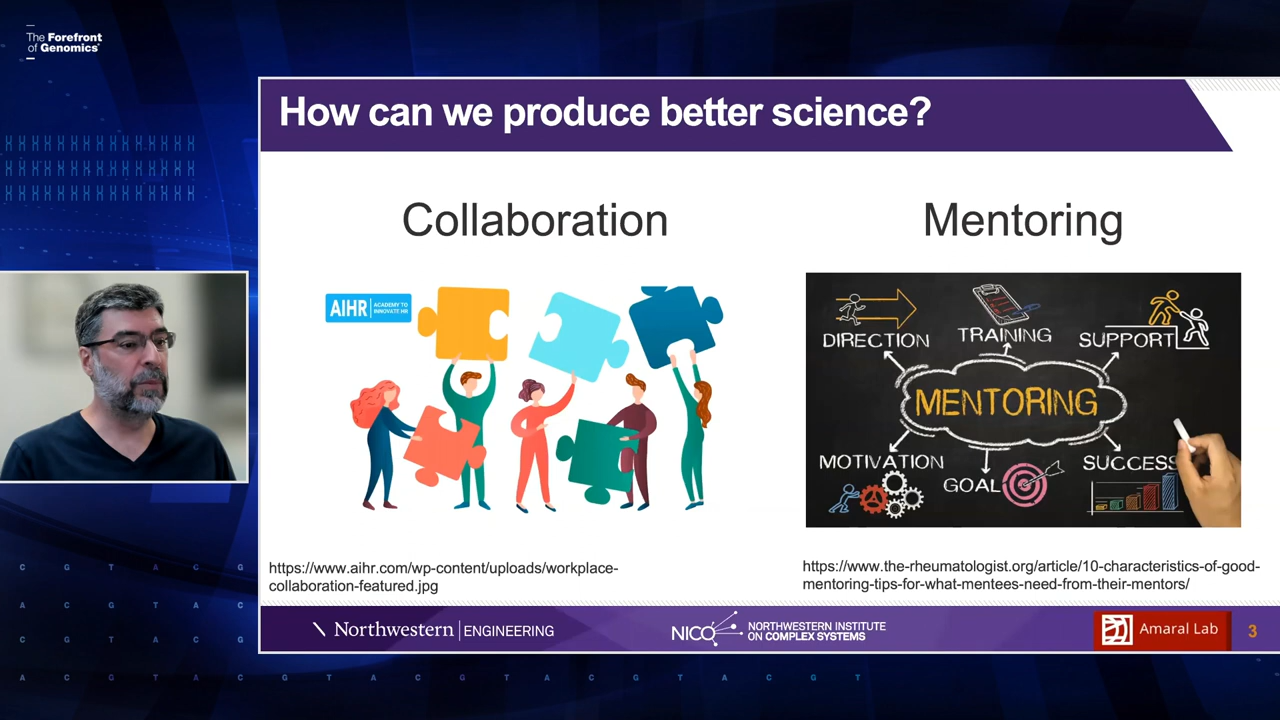 The Forefront
of Genomics®
How can we produce better science?
Collaboration
Mentoring
AIHR
ACADEMY TO
INNOVATE HR
DIRECTION
TRAINING
SUPPORT
MENTORING
MOTIVATION
GOAL
SUCCESS
https://www.aihr.com/wp-content/uploads/workplace-
collaboration-featured.jpg
https://www.the-rheumatologist.org/article/10-characteristics-of-good-
mentoring-tips-for-what-mentees-need-from-their-mentors/
Northwestern | ENGINEERING
NICO
NORTHWESTERN INSTITUTE
ON COMPLEX SYSTEMS
Amaral Lab
3
C G T A C G
A C G T A C
C G T A C G
A C G T A C G T A C G T A C G T A C G T